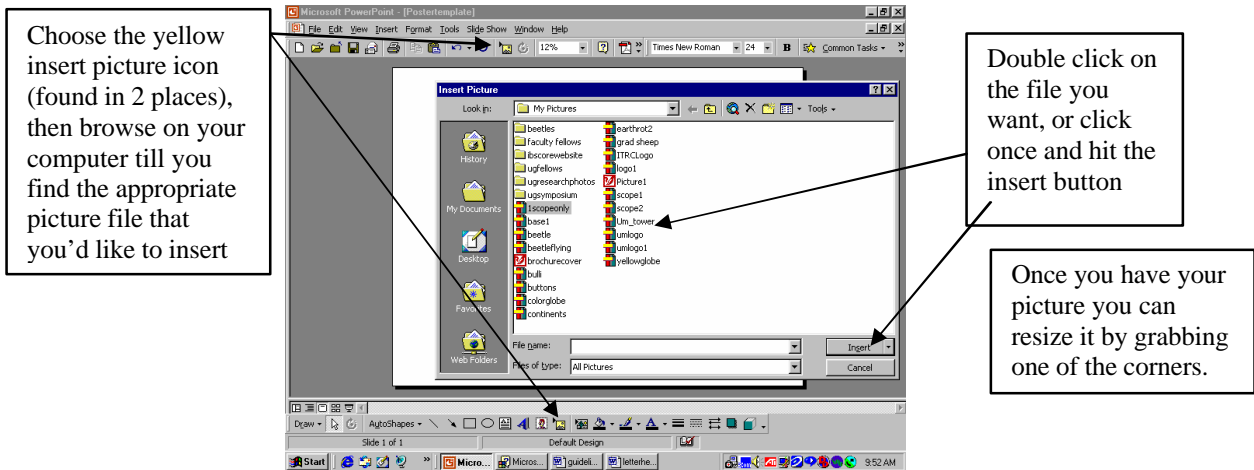 Choose the yellow
insert picture icon
(found in 2 places),
then browse on your
computer till you
find the appropriate
picture file that
you'd like to insert
Microsoft PowerPoint - [Postertemplate]
File Edit View Insert Format Tools Slide Show Window Help
12% Times New Roman 24 B Common Tasks
Insert Picture
Look in: My Pictures Tools
History
My Documents
Desktop
Favorites
Web Folders
beetles
faculty fellows
ibscorewebsite
ugfellows
ugresearchphotos
ugsymposium
1scopeonly
base1
beetle
beetleflying
brochurecover
bulli
buttons
colorglobe
continents
earthrot2
grad sheep
ITRCLogo
logo1
Picture1
scope1
scope2
Um_tower
umlogo
umlogo1
yellowglobe
File name: Insert
Files of type: All Pictures Cancel
Draw AutoShapes A A
Slide 1 of 1 Default Design
Start Micro... Micros... guideli... letterhe... 9:52 AM
Double click on
the file you
want, or click
once and hit the
insert button
Once you have your
picture you can
resize it by grabbing
one of the corners.